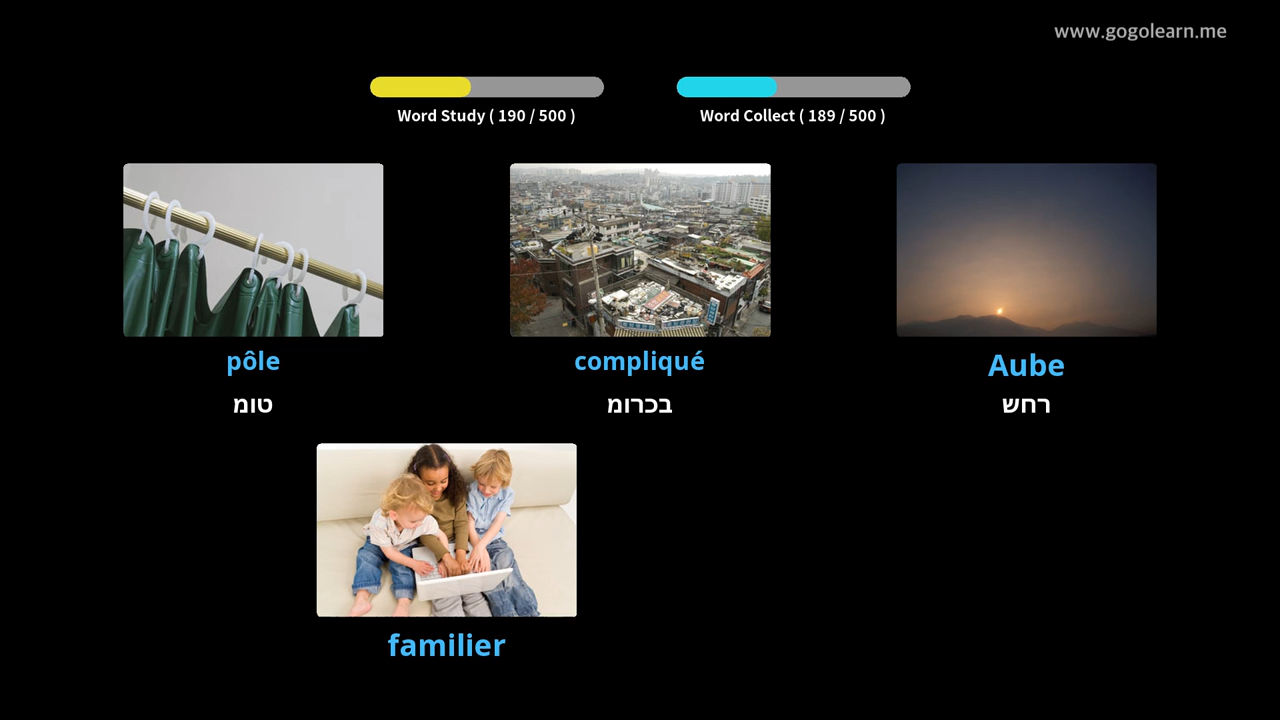 www.gogolearn.me
Word Study ( 190 / 500 )
Word Collect ( 189 / 500 )
pôle
טומ
compliqué
בכרומ
Aube
רחש
familier